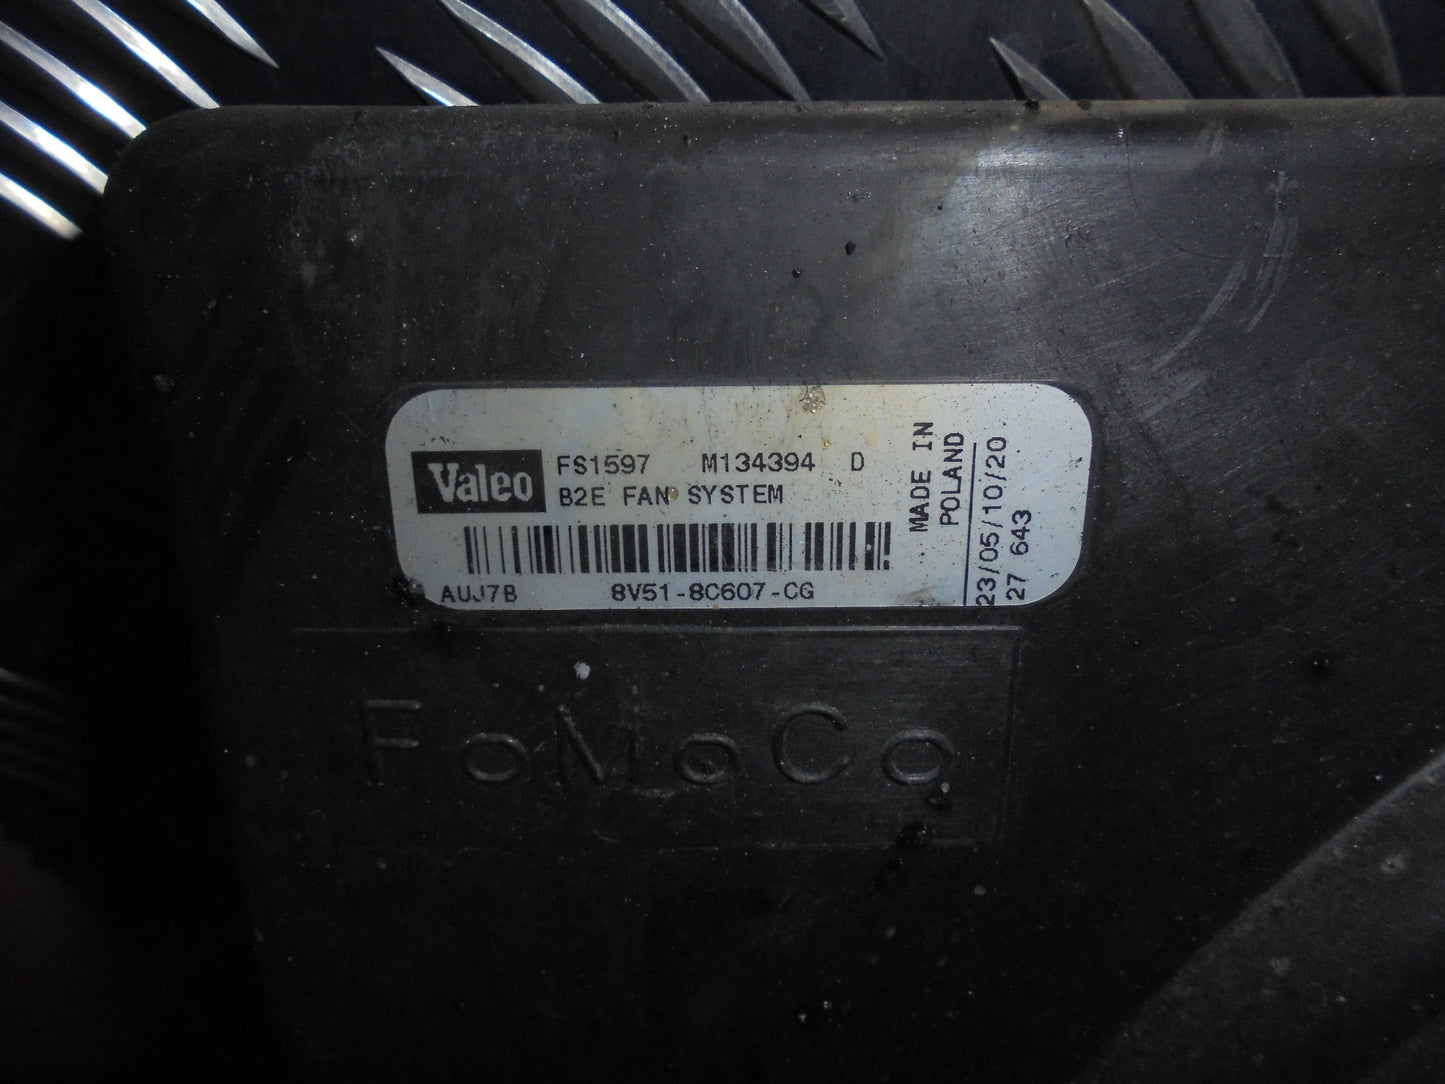 Valeo
FS1597 M134394 D
B2E FAN SYSTEM
AUJ7B 8V51-8C607-CG
MADE IN
POLAND
23/05/10/20
27 643
FoMoCo